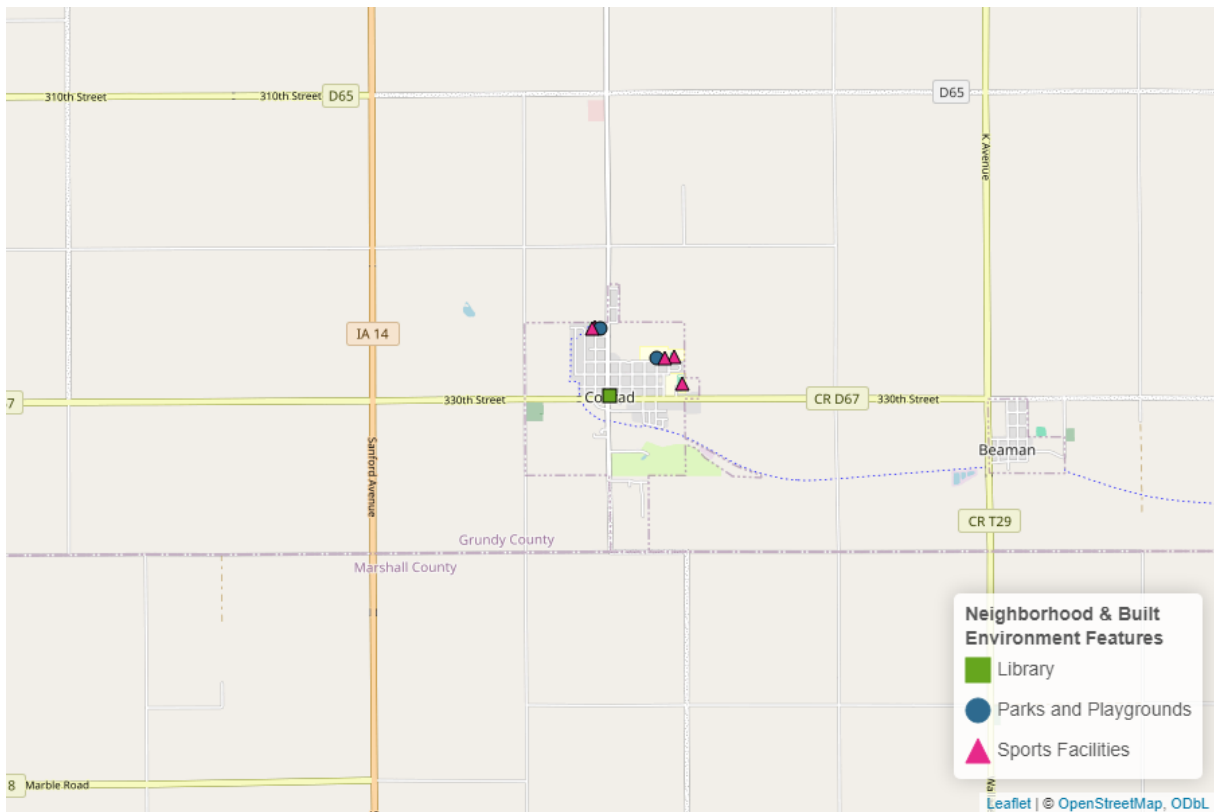 310th Street
310th Street
D65
D65
K Avenue
IA 14
7
330th Street
CR D67
330th Street
Beaman
Sanford Avenue
CR T29
Grundy County
Marshall County
Neighborhood & Built
Environment Features
Library
Parks and Playgrounds
Sports Facilities
8
Marble Road
Leaflet | © OpenStreetMap, ODbL